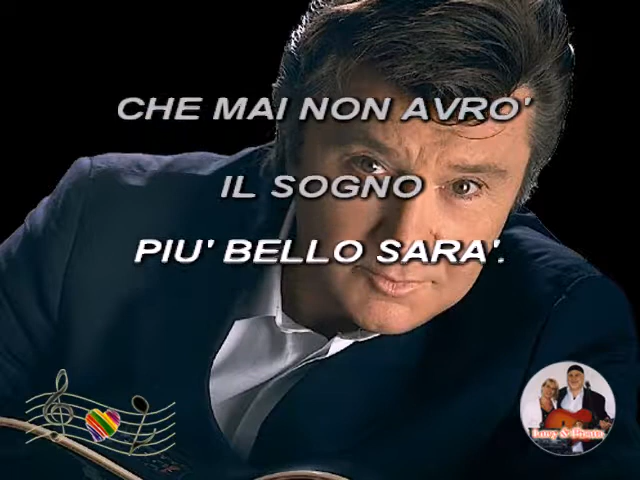 CHE MAI NON AVRO'
IL SOGNO
PIU' BELLO SARA'.